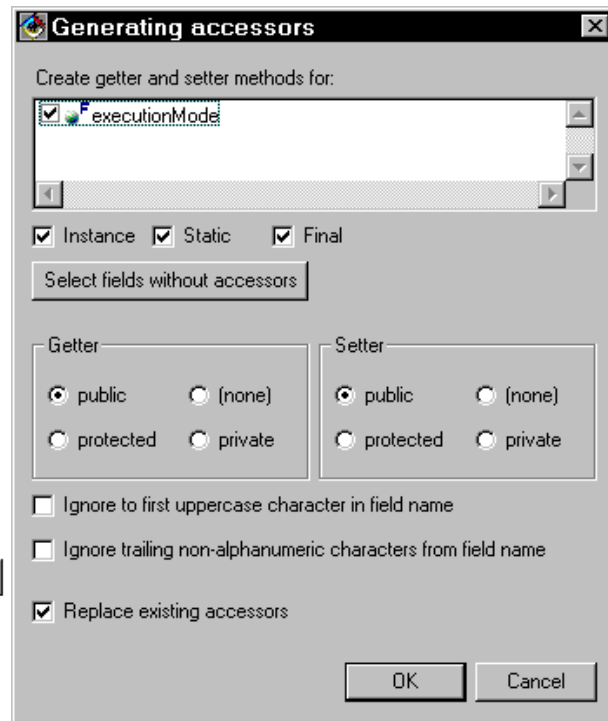 Generating accessors
Create getter and setter methods for:
F executionMode
Instance Static Final
Select fields without accessors
Getter Setter
public (none) public (none)
protected private protected private
Ignore to first uppercase character in field name
Ignore trailing non-alphanumeric characters from field name
Replace existing accessors
OK Cancel